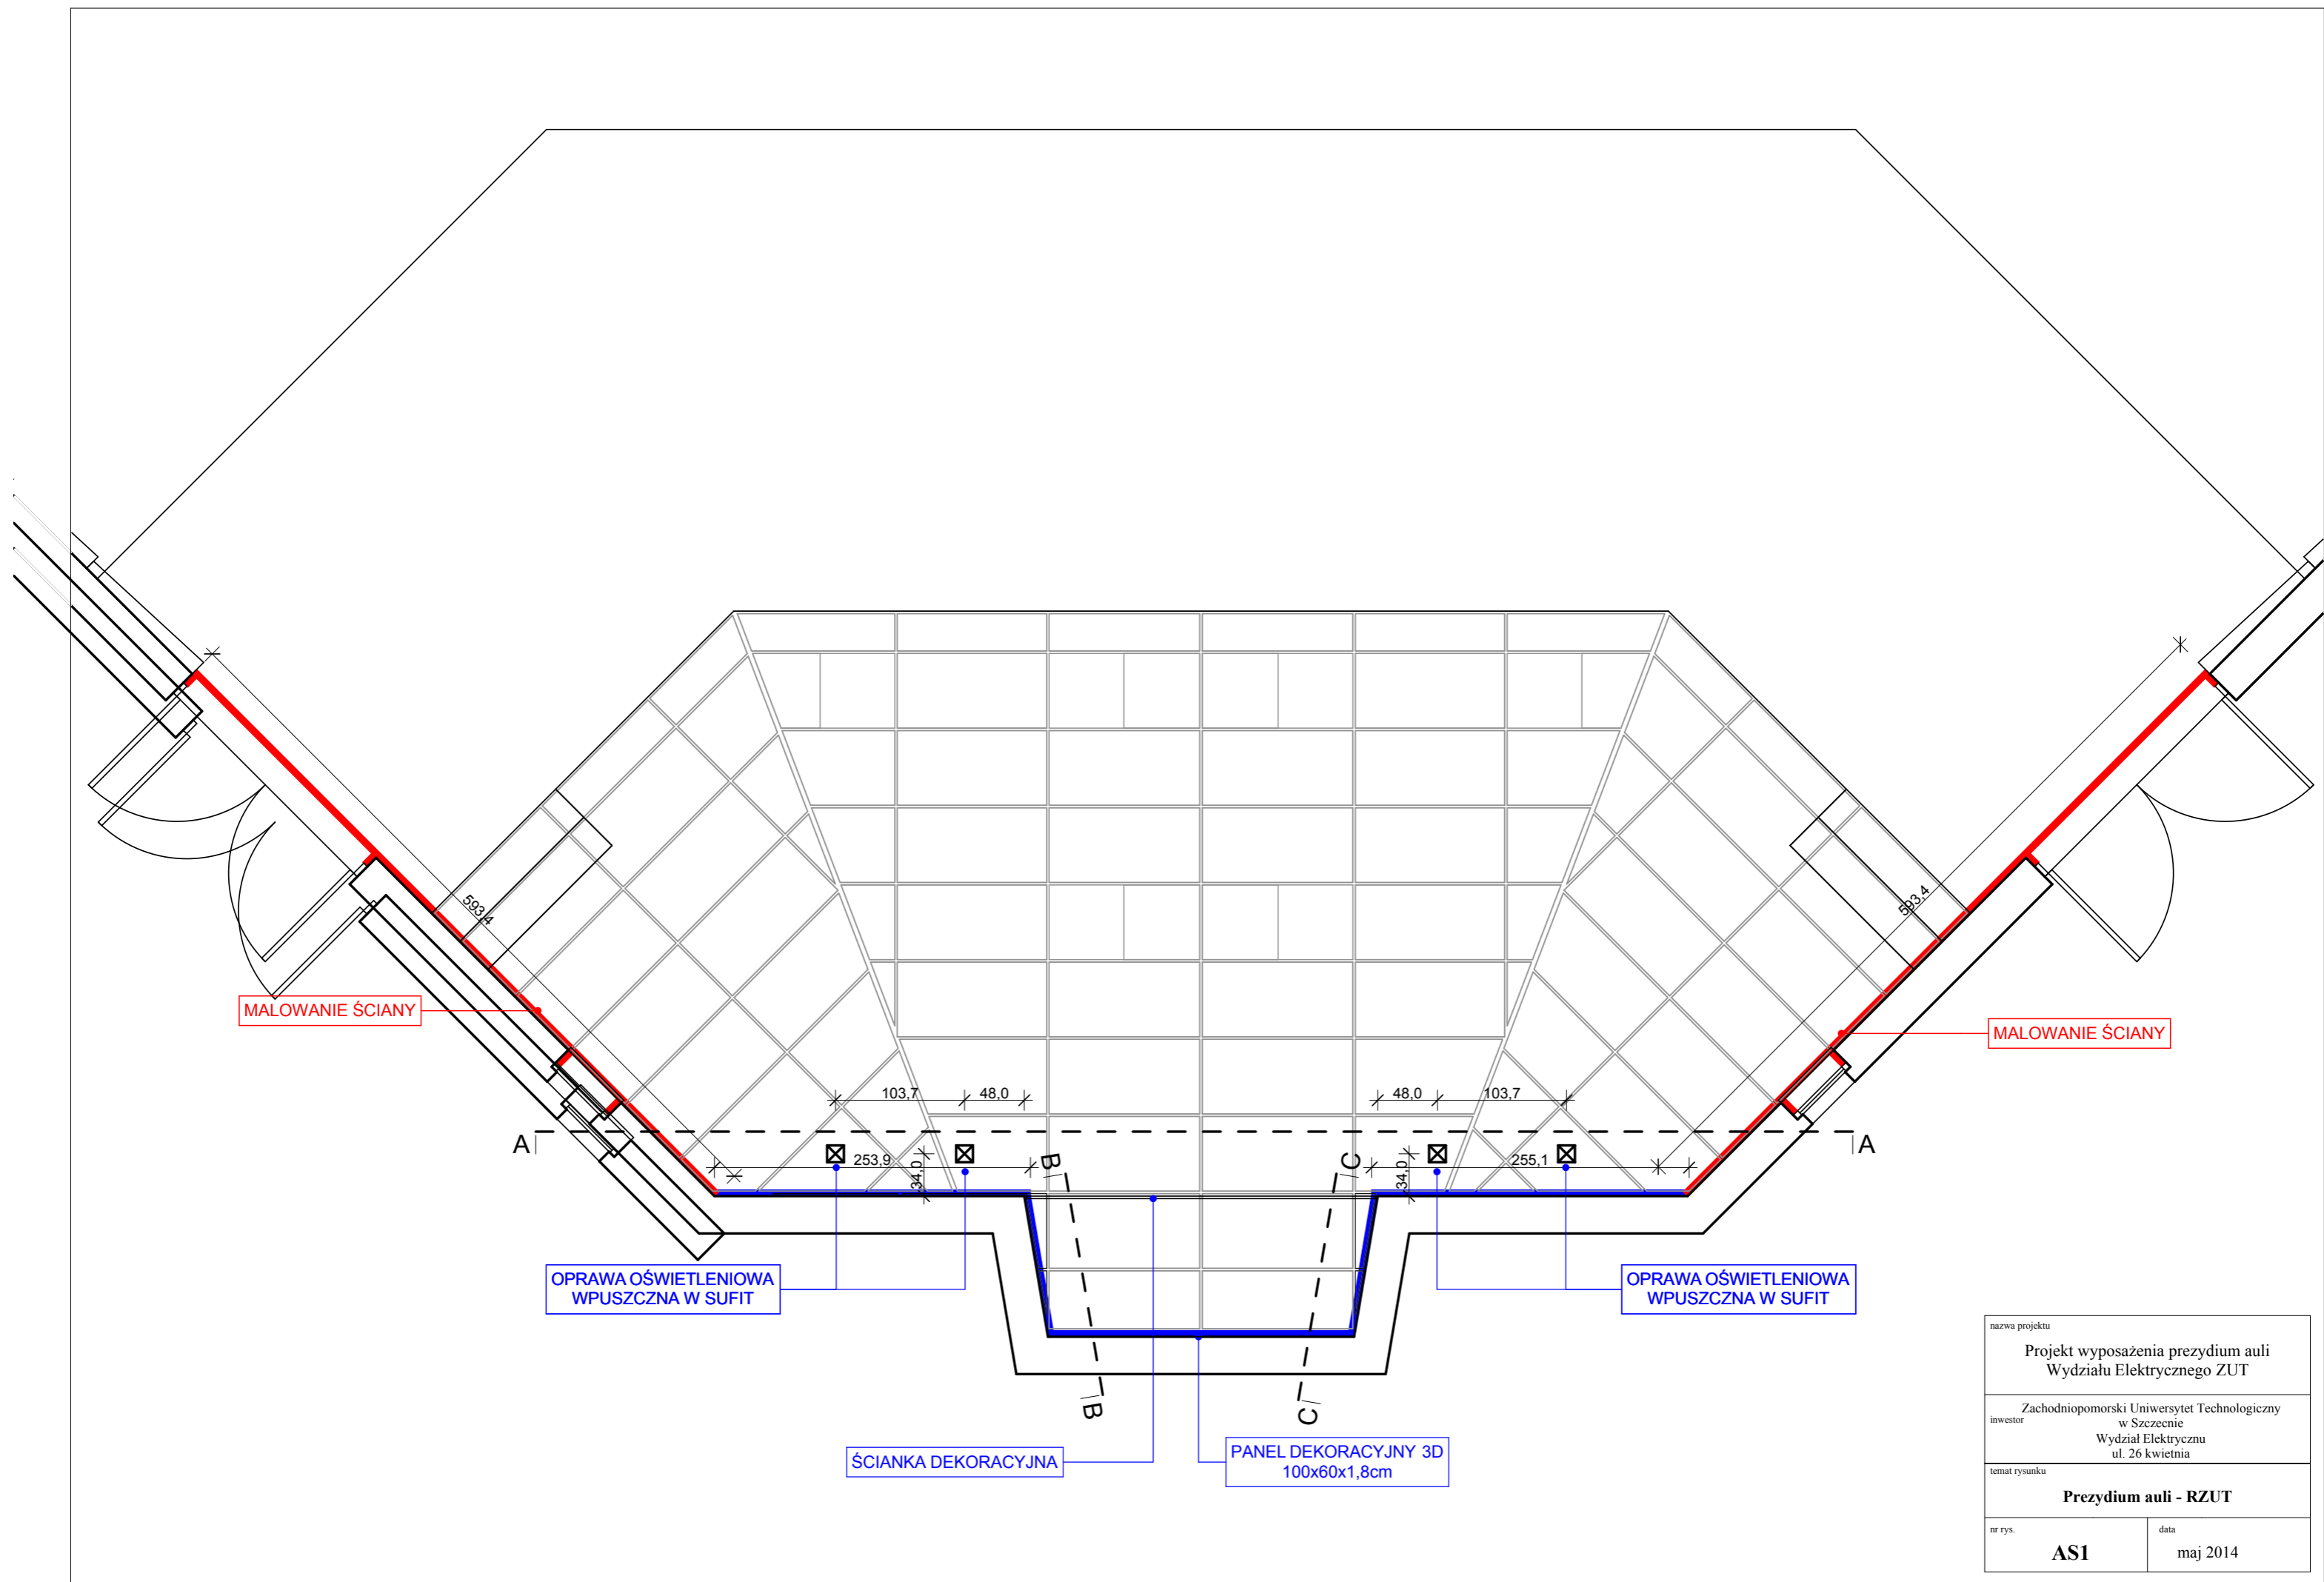 593,4
593,4
MALOWANIE ŚCIANY
MALOWANIE ŚCIANY
103,7
48,0
48,0
103,7
A
A
253,9
34,0
B
C
34,0
255,1
OPRAWA OŚWIETLENIOWA
WPUSZCZNA W SUFIT
OPRAWA OŚWIETLENIOWA
WPUSZCZNA W SUFIT
B
C
ŚCIANKA DEKORACYJNA
PANEL DEKORACYJNY 3D
100x60x1,8cm
nazwa projektu
Projekt wyposażenia prezydium auli
Wydziału Elektrycznego ZUT
Zachodniopomorski Uniwersytet Technologiczny
inwestor
w Szczecnie
Wydział Elektrycznu
ul. 26 kwietnia
temat rysunku
Prezydium auli - RZUT
nr rys.
data
AS1
maj 2014